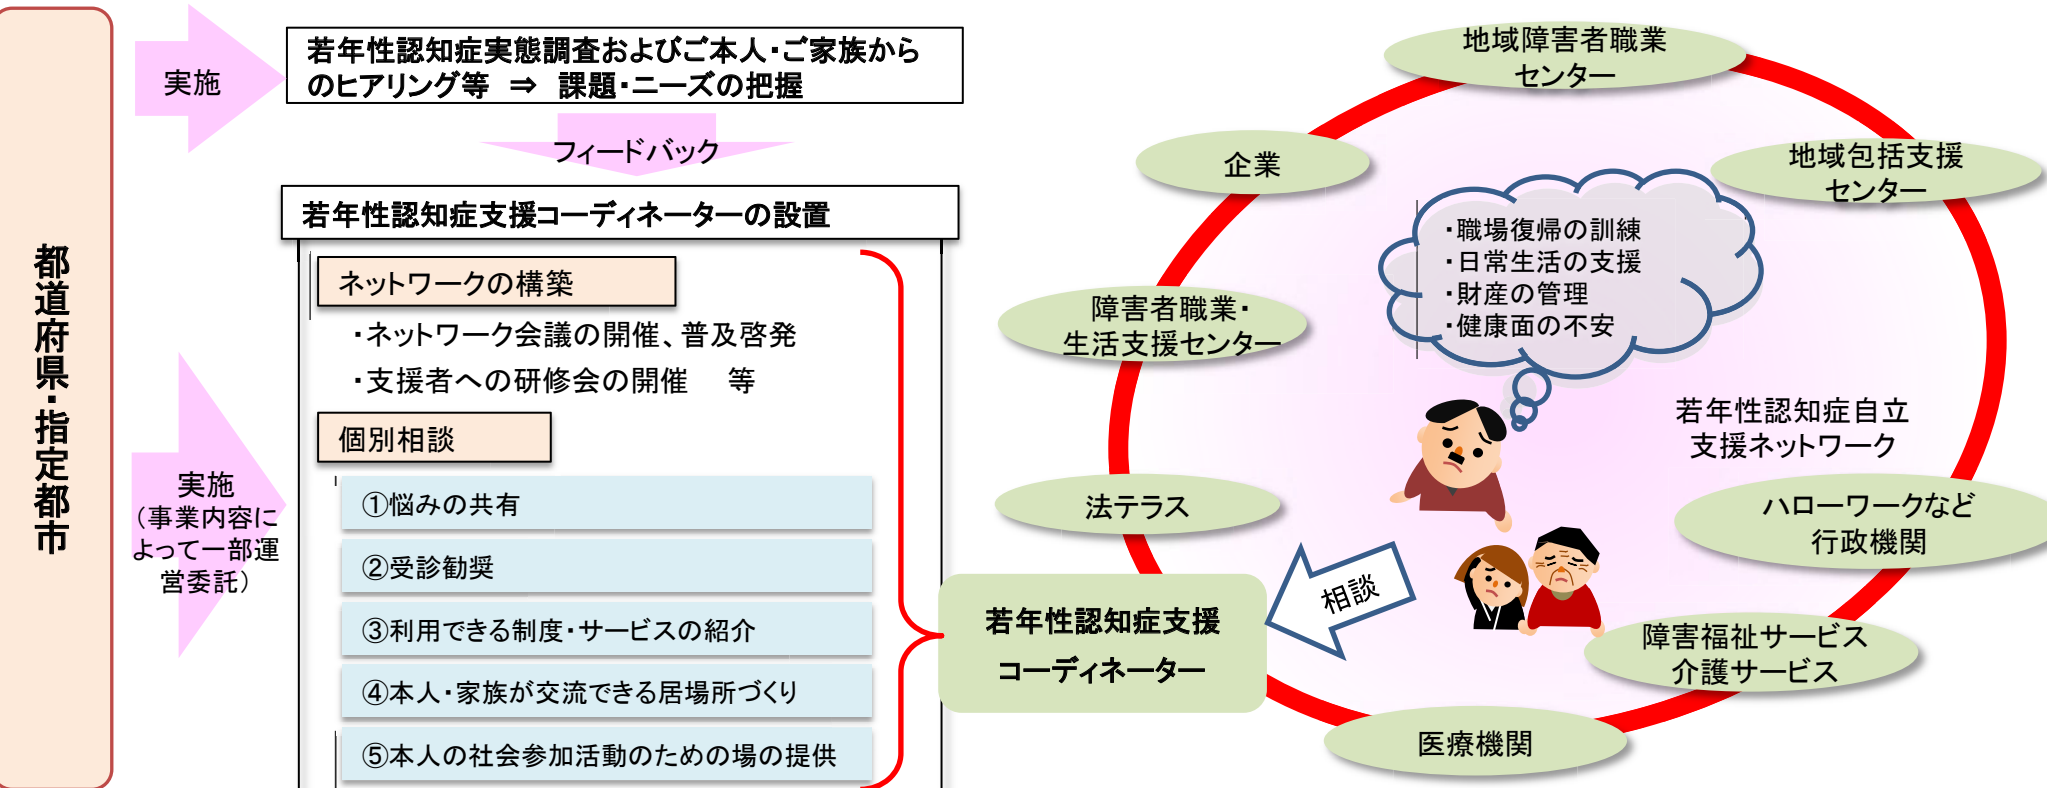 都道府県・指定都市
実施
若年性認知症実態調査およびご本人・ご家族から
のヒアリング等 ⇒ 課題・ニーズの把握
フィードバック
実施
（事業内容に
よって一部運
営委託）
若年性認知症支援コーディネーターの設置
ネットワークの構築
・ネットワーク会議の開催、普及啓発
・支援者への研修会の開催　等
個別相談
①悩みの共有
②受診勧奨
③利用できる制度・サービスの紹介
④本人・家族が交流できる居場所づくり
⑤本人の社会参加活動のための場の提供
若年性認知症支援
コーディネーター
相談
地域障害者職業
センター
企業
地域包括支援
センター
・職場復帰の訓練
・日常生活の支援
・財産の管理
・健康面の不安
障害者職業・
生活支援センター
若年性認知症自立
支援ネットワーク
法テラス
ハローワークなど
行政機関
障害福祉サービス
介護サービス
医療機関